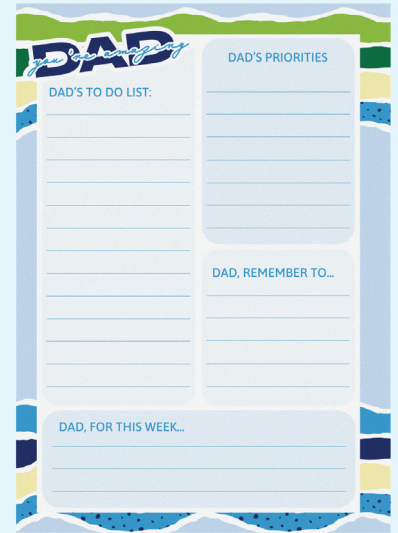 DAD
you're amazing
DAD'S TO DO LIST:
DAD'S PRIORITIES
DAD, REMEMBER TO...
DAD, FOR THIS WEEK...